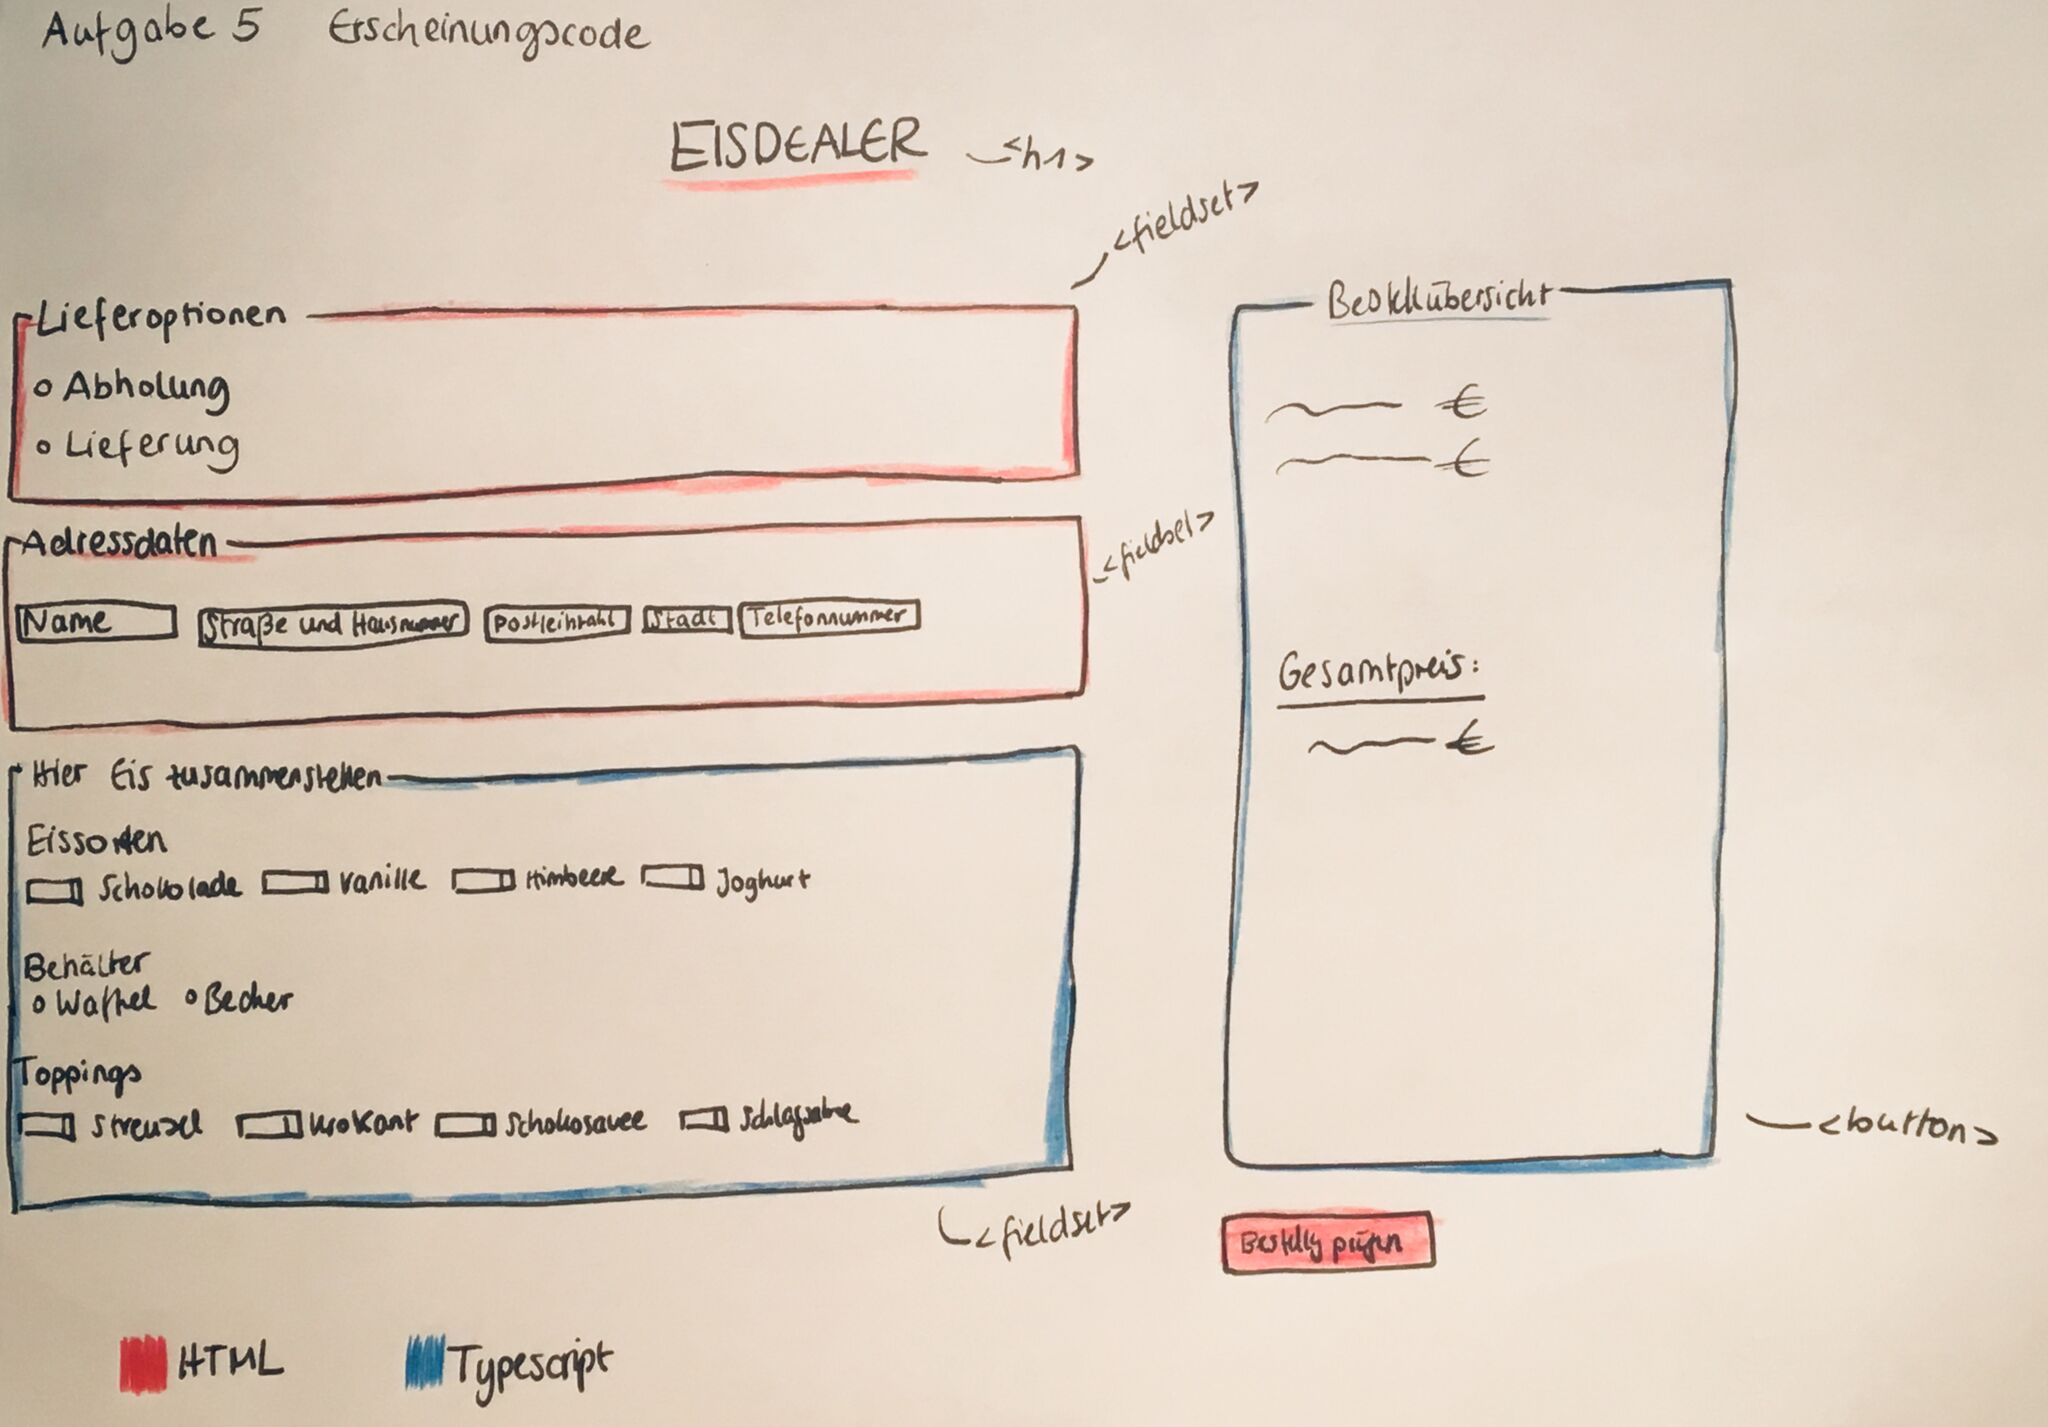 Aufgabe 5 Erscheinungscode
EISDEALER <h1>
<fieldset>
Lieferoptionen
Abholung
Lieferung
<fieldset>
Adressdaten
Name Straße und Hausnummer Postleihzahl Stadt Telefonnummer
Hier Eis zusammenstellen
Eissorten
Schokolade Vanille Himbeere Joghurt
Behälter
Waffel Becher
Toppings
Streusel Krokant Schokosauce Schlagsahne
<fieldset>
Bestellübersicht
€
€
Gesamtpreis:
€
<button>
Bestellg prüfen
HTML Typescript